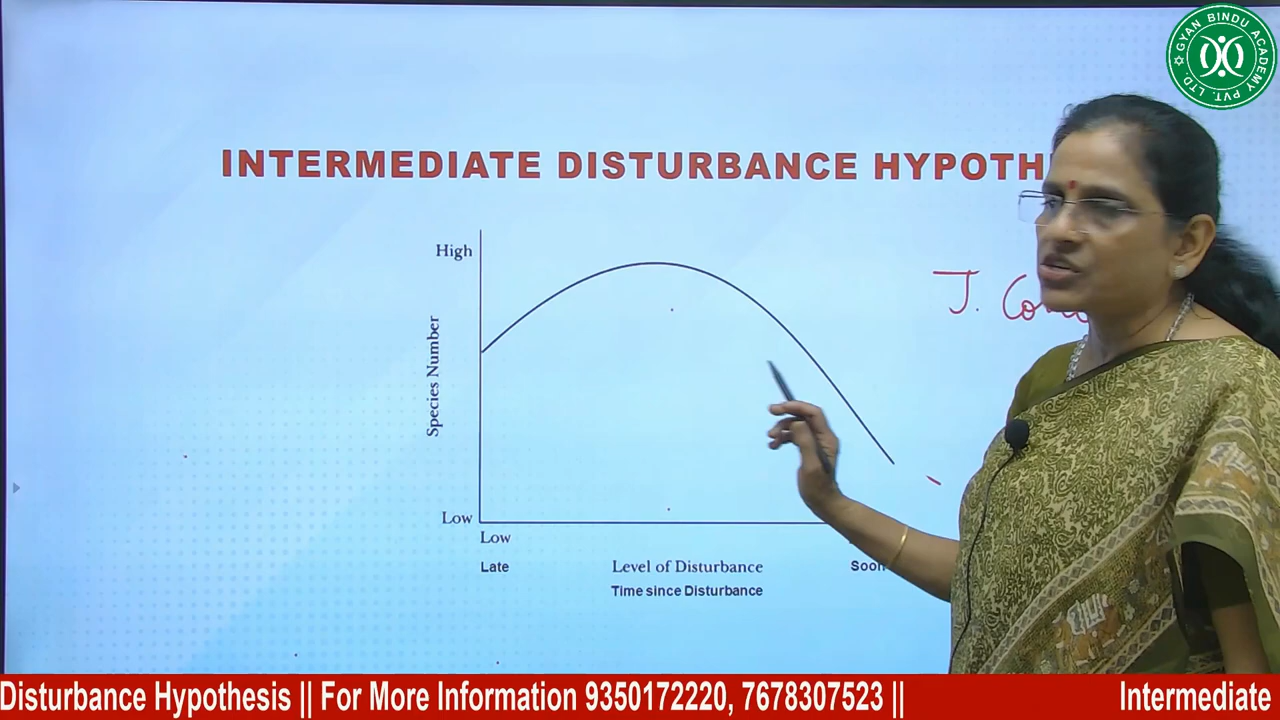 GYAN BINDU ACADEMY PVT. LTD.
INTERMEDIATE DISTURBANCE HYPOTH
High
J.
Species Number
Low
Low
Late
Level of Disturbance
Soon
Time since Disturbance
Disturbance Hypothesis || For More Information 9350172220, 7678307523 ||
Intermediate